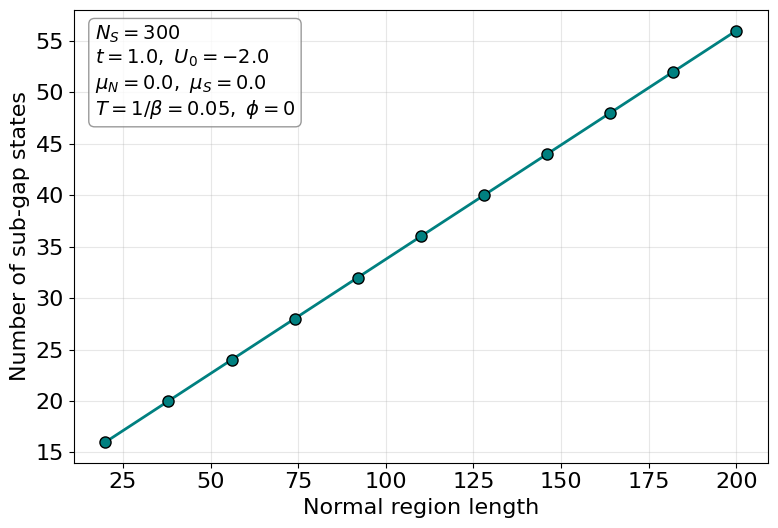 N_S = 300
t = 1.0, U_0 = −2.0
μ_N = 0.0, μ_S = 0.0
T = 1/β = 0.05, ϕ = 0
Number of sub-gap states
55
50
45
40
35
30
25
20
15
25 50 75 100 125 150 175 200
Normal region length